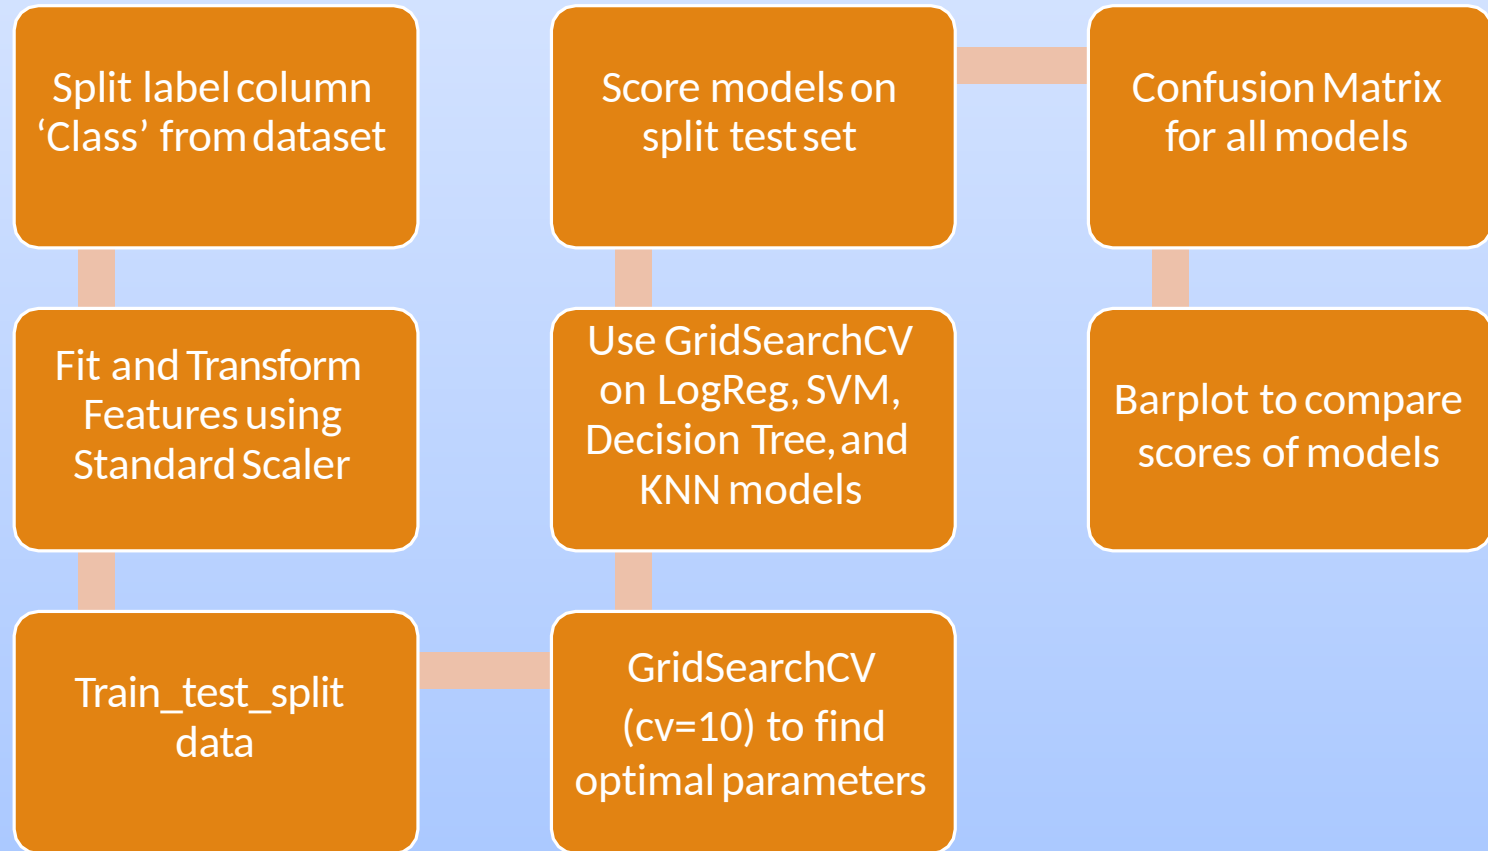 Split label column
‘Class’ from dataset
Fit and Transform
Features using
Standard Scaler
Train_test_split
data
GridSearchCV
(cv=10) to find
optimal parameters
Use GridSearchCV
on LogReg, SVM,
Decision Tree, and
KNN models
Score models on
split test set
Confusion Matrix
for all models
Barplot to compare
scores of models